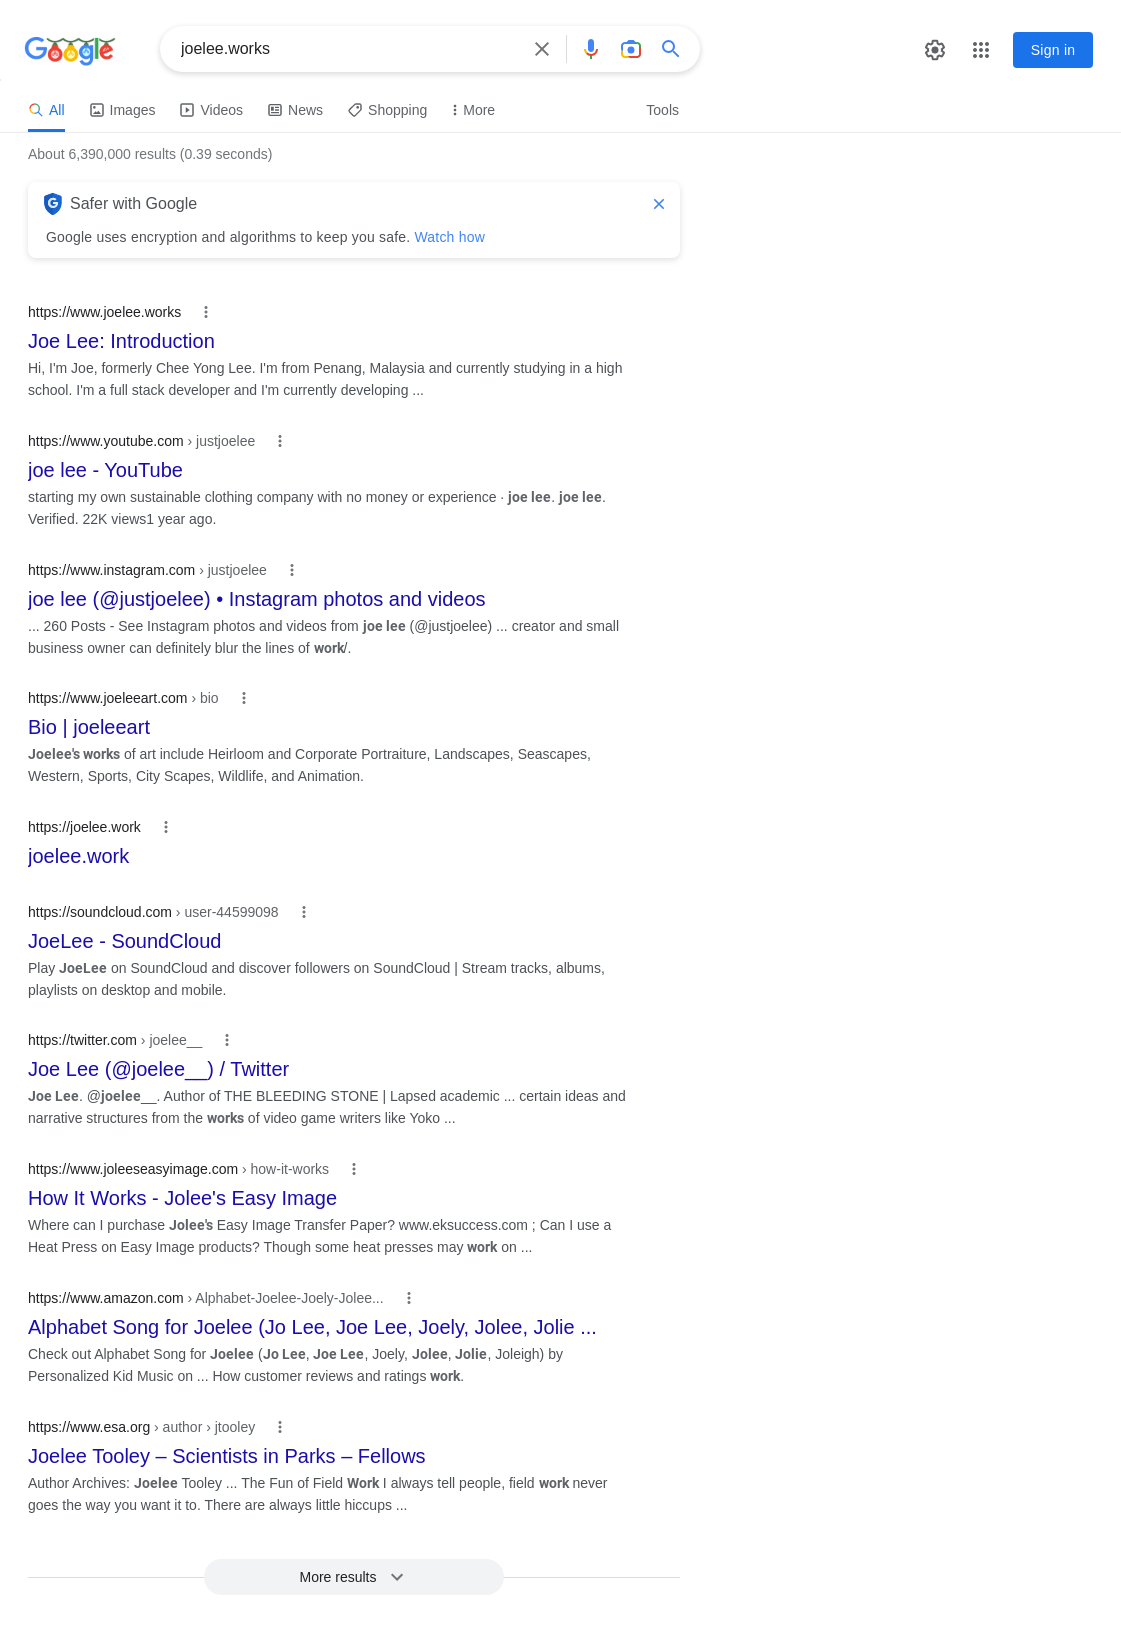 Google
joelee.works
Sign in
All Images Videos News Shopping More Tools
About 6,390,000 results (0.39 seconds)
Safer with Google
Google uses encryption and algorithms to keep you safe. Watch how
https://www.joelee.works
Joe Lee: Introduction
Hi, I'm Joe, formerly Chee Yong Lee. I'm from Penang, Malaysia and currently studying in a high
school. I'm a full stack developer and I'm currently developing ...
https://www.youtube.com › justjoelee
joe lee - YouTube
starting my own sustainable clothing company with no money or experience · joe lee. joe lee.
Verified. 22K views1 year ago.
https://www.instagram.com › justjoelee
joe lee (@justjoelee) • Instagram photos and videos
... 260 Posts - See Instagram photos and videos from joe lee (@justjoelee) ... creator and small
business owner can definitely blur the lines of work/.
https://www.joeleeart.com › bio
Bio | joeleeart
Joelee's works of art include Heirloom and Corporate Portraiture, Landscapes, Seascapes,
Western, Sports, City Scapes, Wildlife, and Animation.
https://joelee.work
joelee.work
https://soundcloud.com › user-44599098
JoeLee - SoundCloud
Play JoeLee on SoundCloud and discover followers on SoundCloud | Stream tracks, albums,
playlists on desktop and mobile.
https://twitter.com › joelee__
Joe Lee (@joelee__) / Twitter
Joe Lee. @joelee__. Author of THE BLEEDING STONE | Lapsed academic ... certain ideas and
narrative structures from the works of video game writers like Yoko ...
https://www.joleeseasyimage.com › how-it-works
How It Works - Jolee's Easy Image
Where can I purchase Jolee's Easy Image Transfer Paper? www.eksuccess.com ; Can I use a
Heat Press on Easy Image products? Though some heat presses may work on ...
https://www.amazon.com › Alphabet-Joelee-Joely-Jolee...
Alphabet Song for Joelee (Jo Lee, Joe Lee, Joely, Jolee, Jolie ...
Check out Alphabet Song for Joelee (Jo Lee, Joe Lee, Joely, Jolee, Jolie, Joleigh) by
Personalized Kid Music on ... How customer reviews and ratings work.
https://www.esa.org › author › jtooley
Joelee Tooley – Scientists in Parks – Fellows
Author Archives: Joelee Tooley ... The Fun of Field Work I always tell people, field work never
goes the way you want it to. There are always little hiccups ...
More results